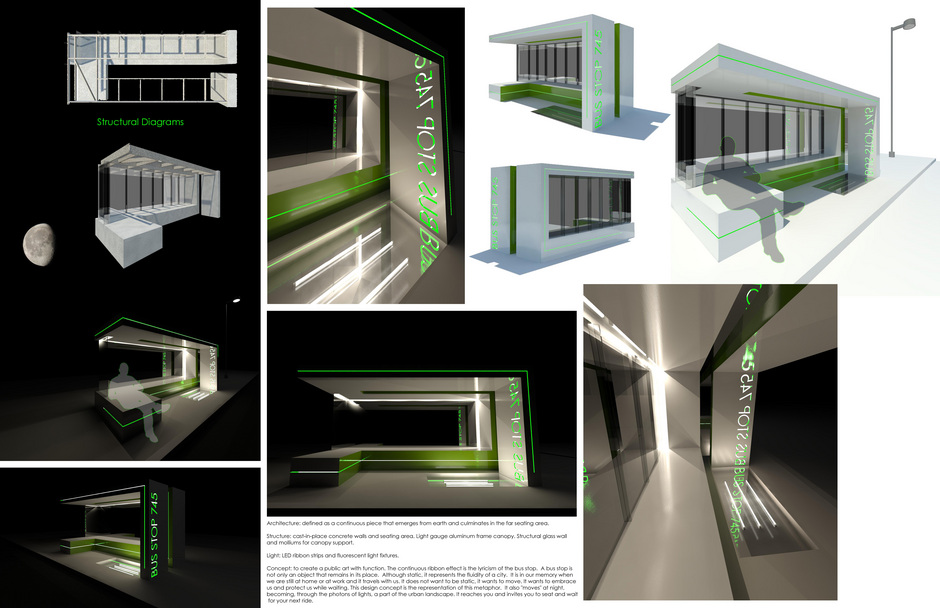 Structural Diagrams
BUS STOP 745
BUS STOP 745
Architecture: defined as a continuous piece that emerges from earth and culminates in the far seating area.
Structure: cast-in-place concrete walls and seating area. Light gauge aluminum frame canopy. Structural glass wall
and molliums for canopy support.
Light: LED ribbon strips and fluorescent light fixtures.
Concept: to create a public art with function. The continuous ribbon effect is the lyricism of the bus stop.  A bus stop is
not only an object that remains in its place.  Although static, it represents the fluidity of a city.  It is in our memory when
we are still at home or at work and it travels with us. It does not want to be static, it wants to move. It wants to embrace
us and protect us while waiting. This design concept is the representation of this metaphor.  It also "moves" at night,
becoming, through the photons of lights, a part of the urban landscape. It reaches you and invites you to seat and wait
for your next ride.